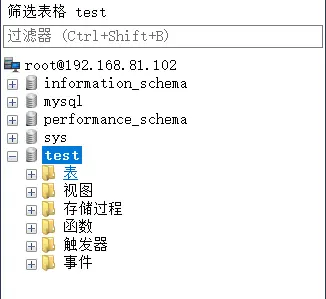 筛选表格 test
过滤器 (Ctrl+Shift+B)
root@192.168.81.102
information_schema
mysql
performance_schema
sys
test
表
视图
存储过程
函数
触发器
事件